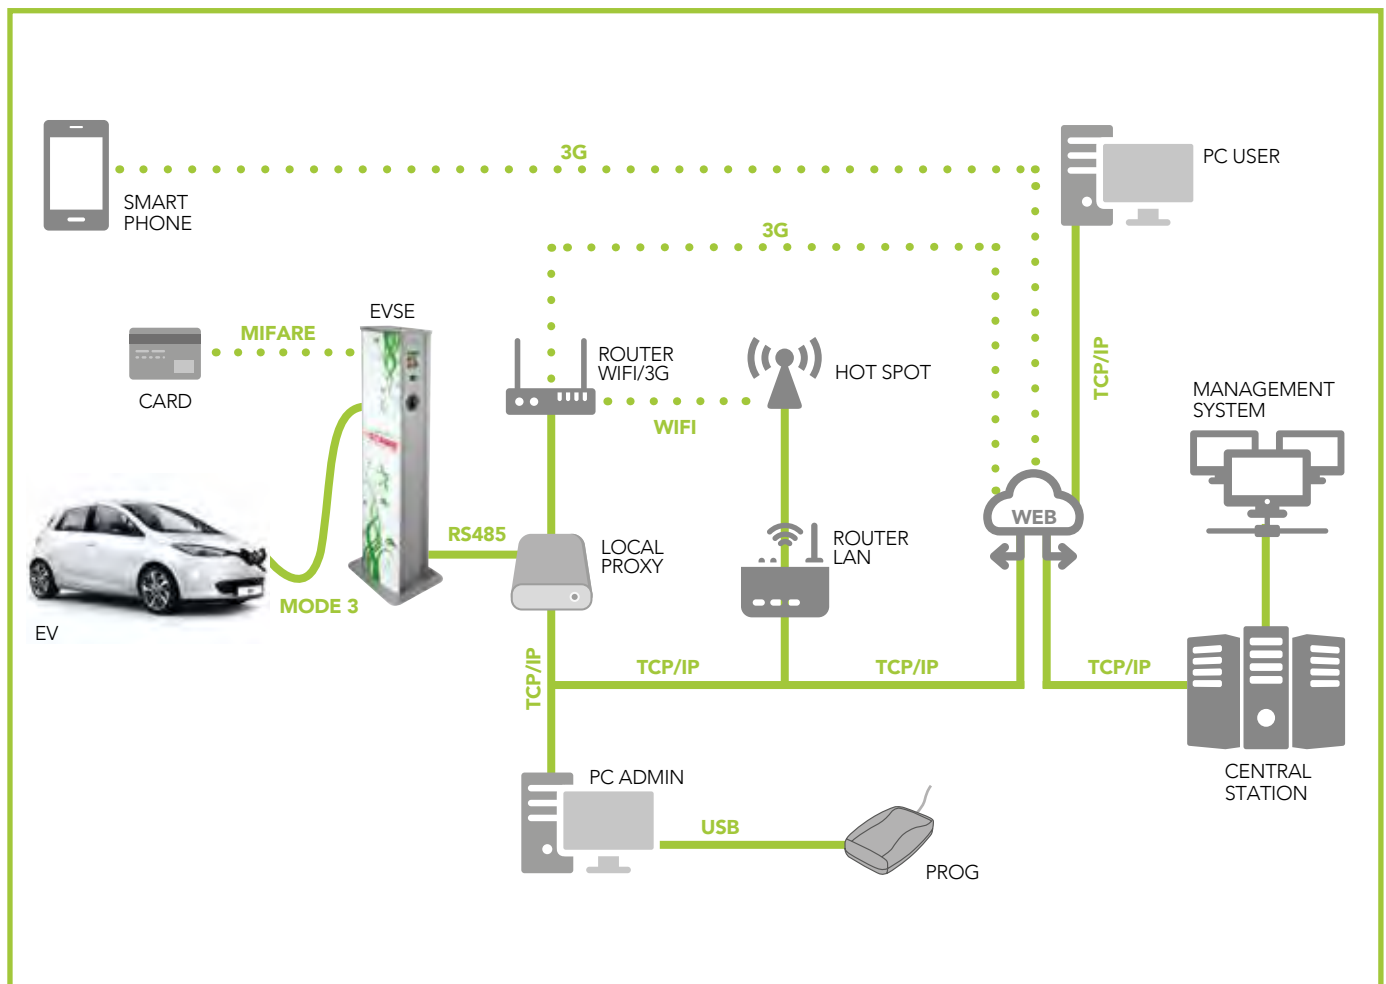 3G
PC USER
SMART
PHONE
3G
EVSE
MIFARE
CARD
ROUTER
WIFI/3G
HOT SPOT
WIFI
TCP/IP
MANAGEMENT
SYSTEM
WEB
RS485
LOCAL
PROXY
ROUTER
LAN
MODE 3
EV
TCP/IP
TCP/IP
TCP/IP
TCP/IP
CENTRAL
STATION
PC ADMIN
USB
PROG